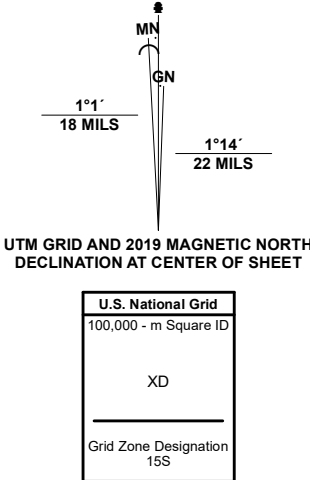 MN
GN
1°1´
18 MILS
1°14´
22 MILS
UTM GRID AND 2019 MAGNETIC NORTH
DECLINATION AT CENTER OF SHEET
U.S. National Grid
100,000 - m Square ID
XD
Grid Zone Designation
15S